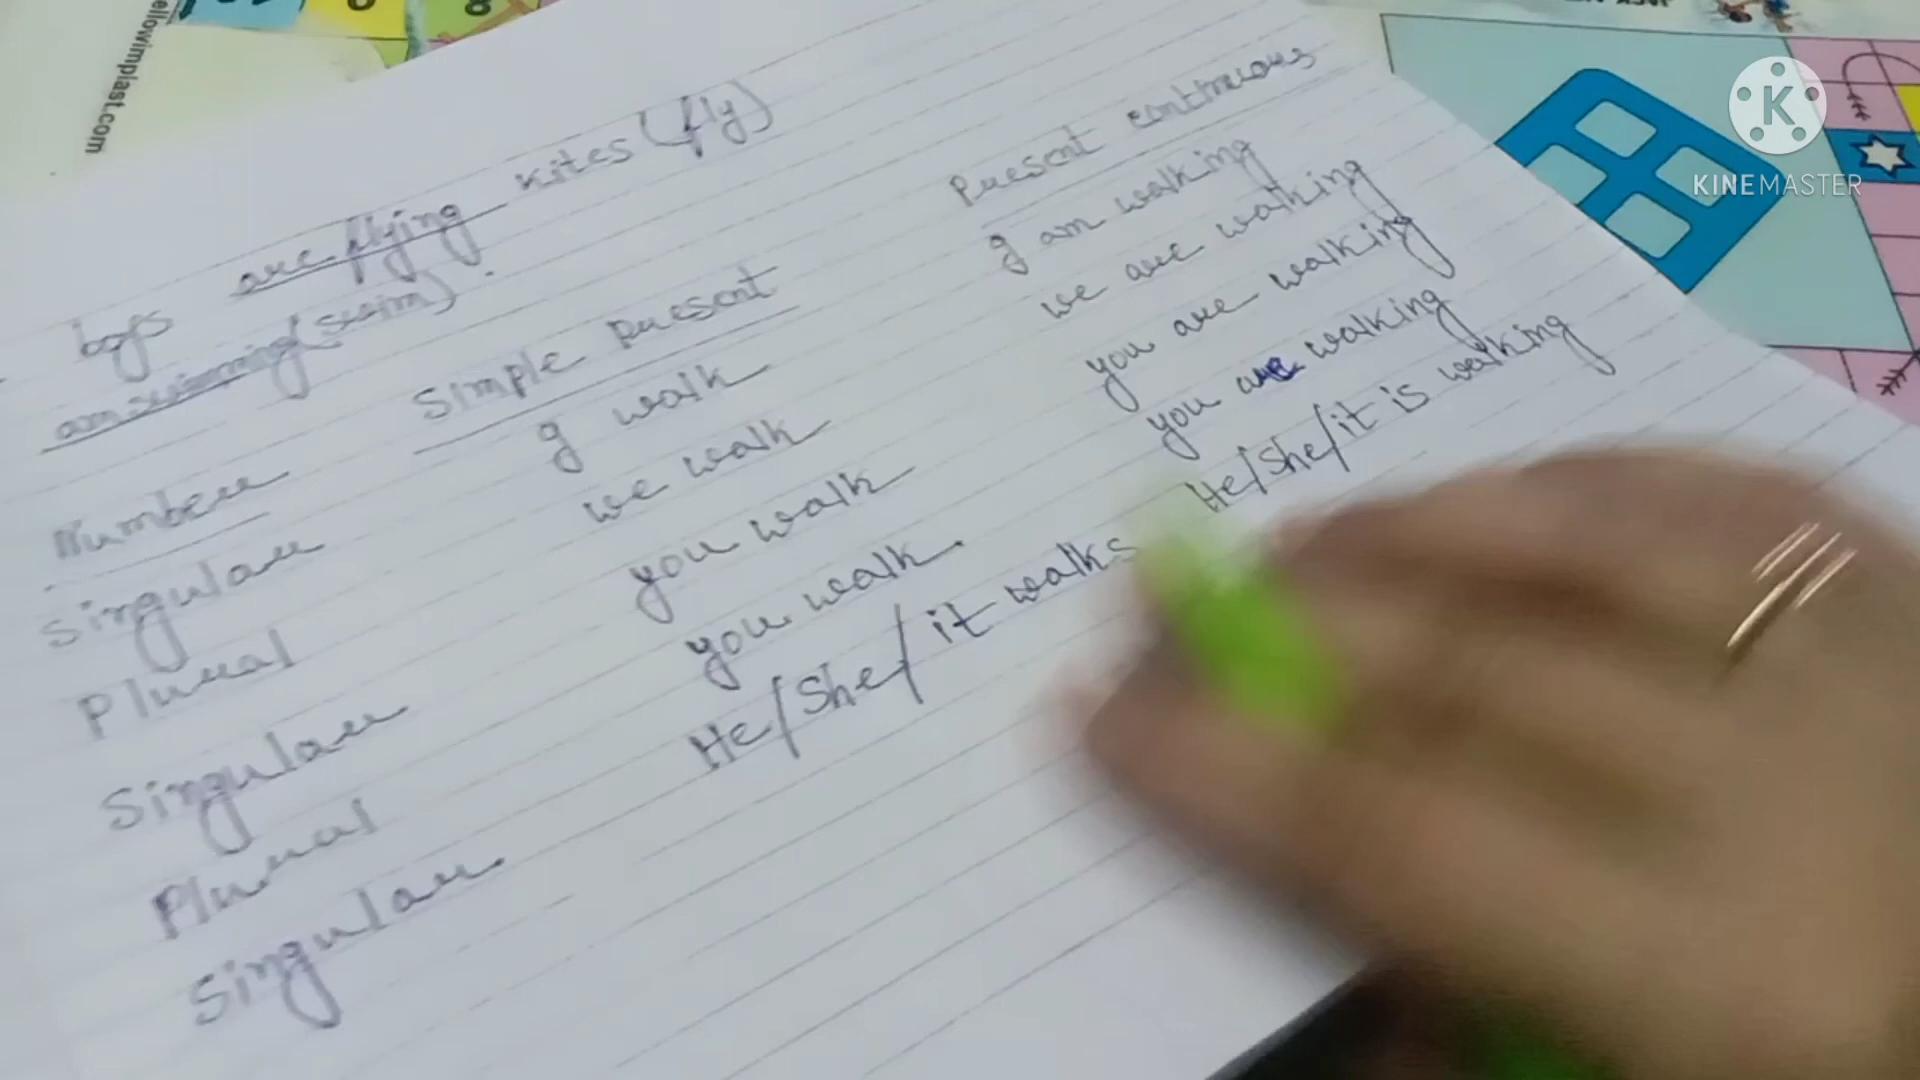 boys are flying kites (fly)
am swimming (swim)
Number Simple present Present continuous
Singular I walk I am walking
Plural we walk we are walking
Singular you walk you are walking
Plural you walk you are walking
Singular He/She/it walks He/She/it is walking
ellowimplast.com
KINEMASTER